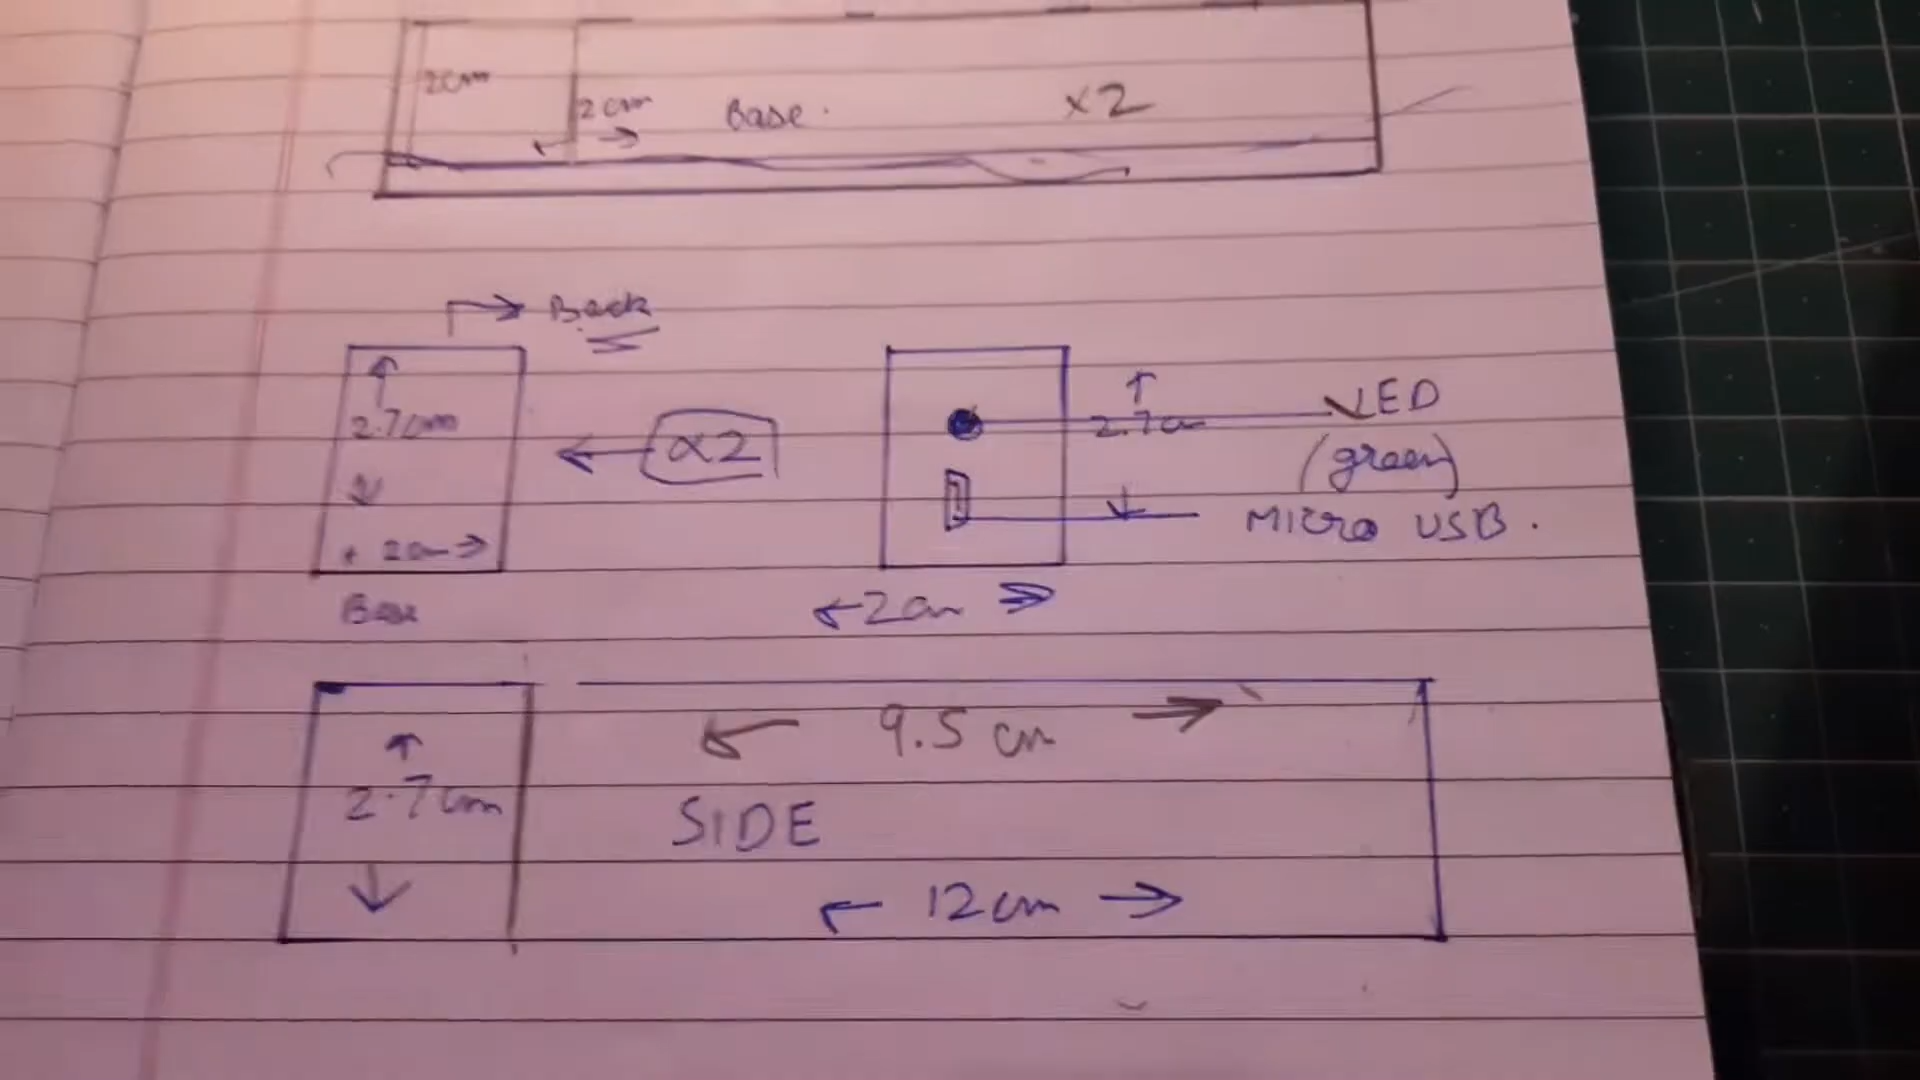 2cm
2cm Base. x2
Back
2.7cm
x2
+ 2cm
Base
2.7cm
LED
(green)
MICRO USB.
2cm
9.5 cm
2.7cm
SIDE
12cm